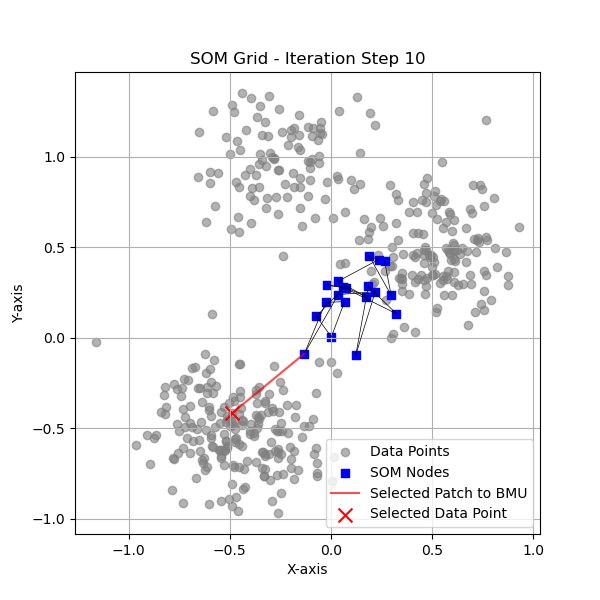 SOM Grid - Iteration Step 10
Y-axis
1.0
0.5
0.0
−0.5
−1.0
Data Points
SOM Nodes
Selected Patch to BMU
Selected Data Point
−1.0 −0.5 0.0 0.5 1.0
X-axis